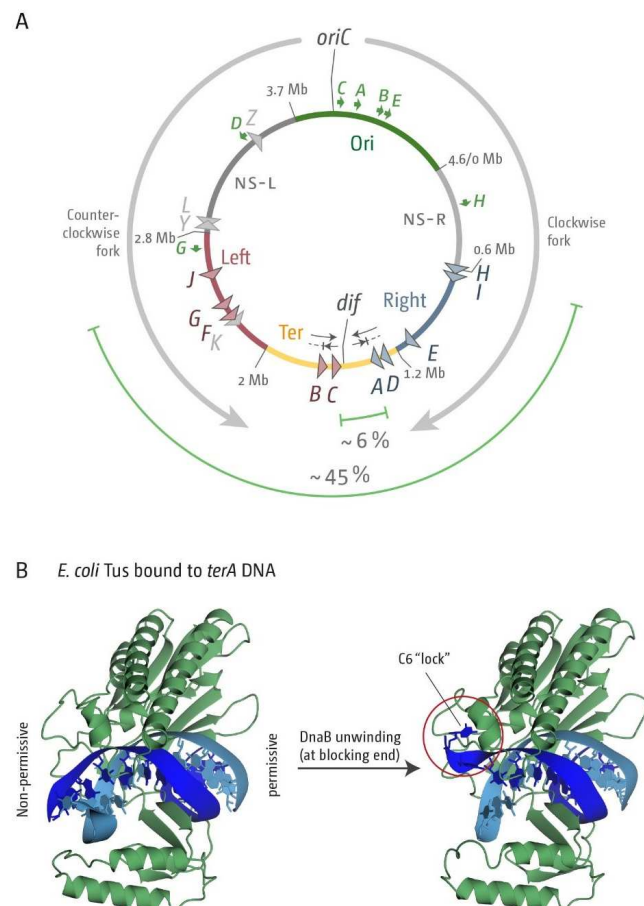 A
oriC
C
A
B
E
3.7 Mb
D
Z
Ori
4.6/0 Mb
NS-L
NS-R
H
L
Y
Counter-
clockwise
fork
2.8 Mb
G
Left
Clockwise
fork
0.6 Mb
H
I
J
G
F
K
dif
Right
Ter
E
2 Mb
1.2 Mb
B
C
A
D
~6 %
~45 %
B
E. coli Tus bound to terA DNA
C6 "lock"
Non-permissive
permissive
DnaB unwinding
(at blocking end)